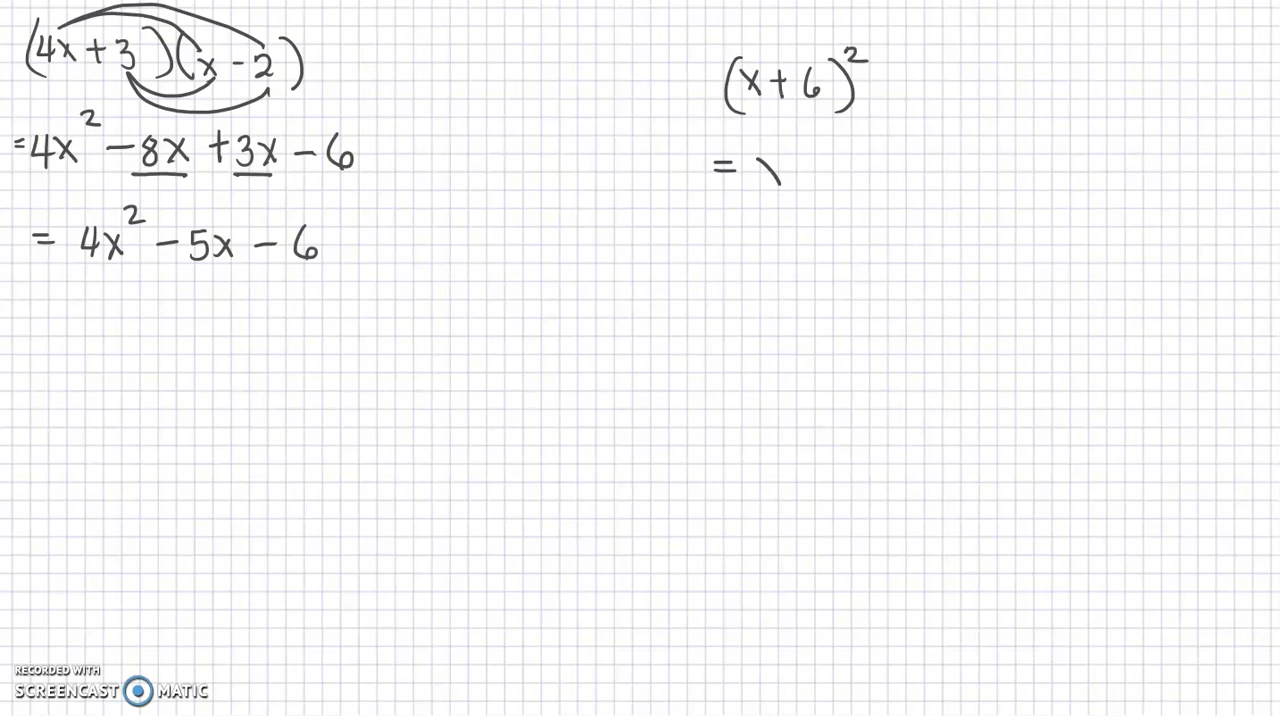 (4x + 3)(x - 2)
= 4x² - 8x + 3x - 6
= 4x² - 5x - 6
(x + 6)²
=
RECORDED WITH
SCREENCAST MATIC